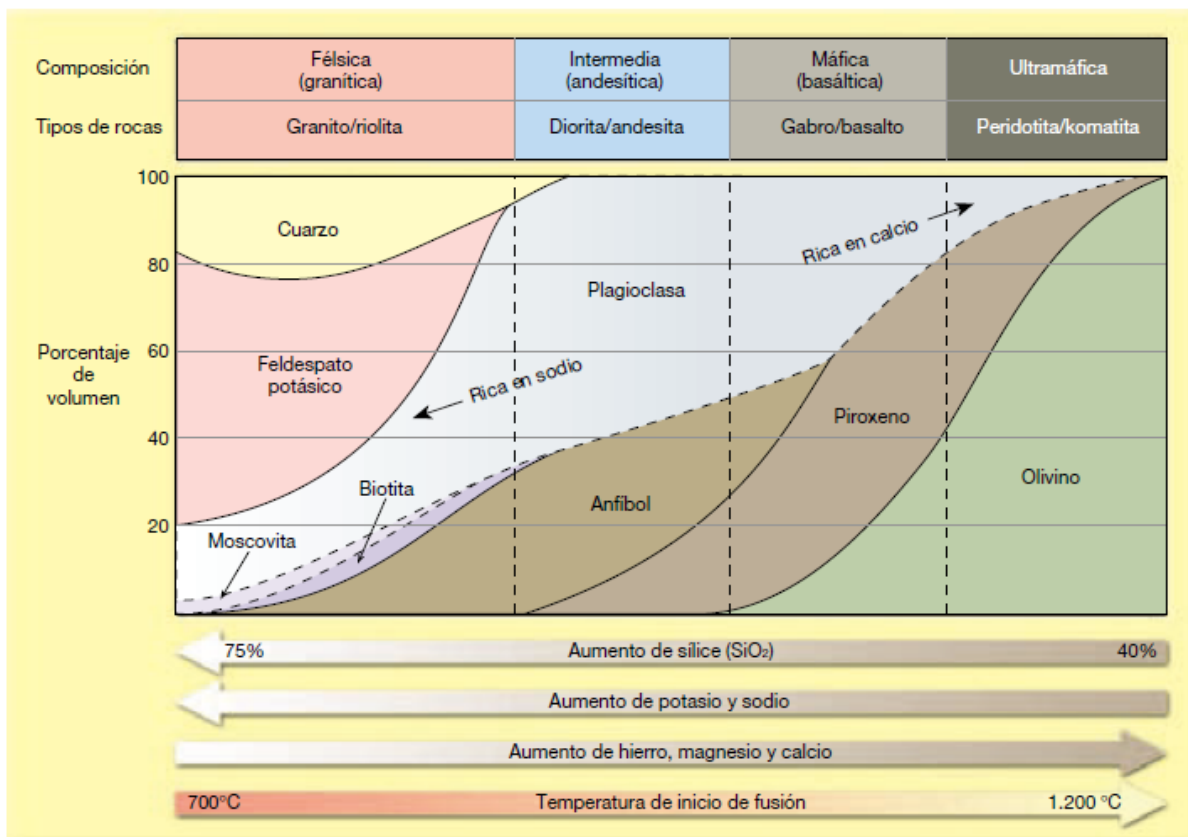 Composición
Félsica
(granítica)
Intermedia
(andesítica)
Máfica
(basáltica)
Ultramáfica
Tipos de rocas
Granito/riolita
Diorita/andesita
Gabro/basalto
Peridotita/komatita
Porcentaje
de
volumen
100
80
60
40
20
Cuarzo
Feldespato
potásico
Rica en sodio
Plagioclasa
Rica en calcio
Moscovita
Biotita
Anfíbol
Piroxeno
Olivino
75%
Aumento de sílice (SiO₂)
40%
Aumento de potasio y sodio
Aumento de hierro, magnesio y calcio
700°C
Temperatura de inicio de fusión
1.200 °C